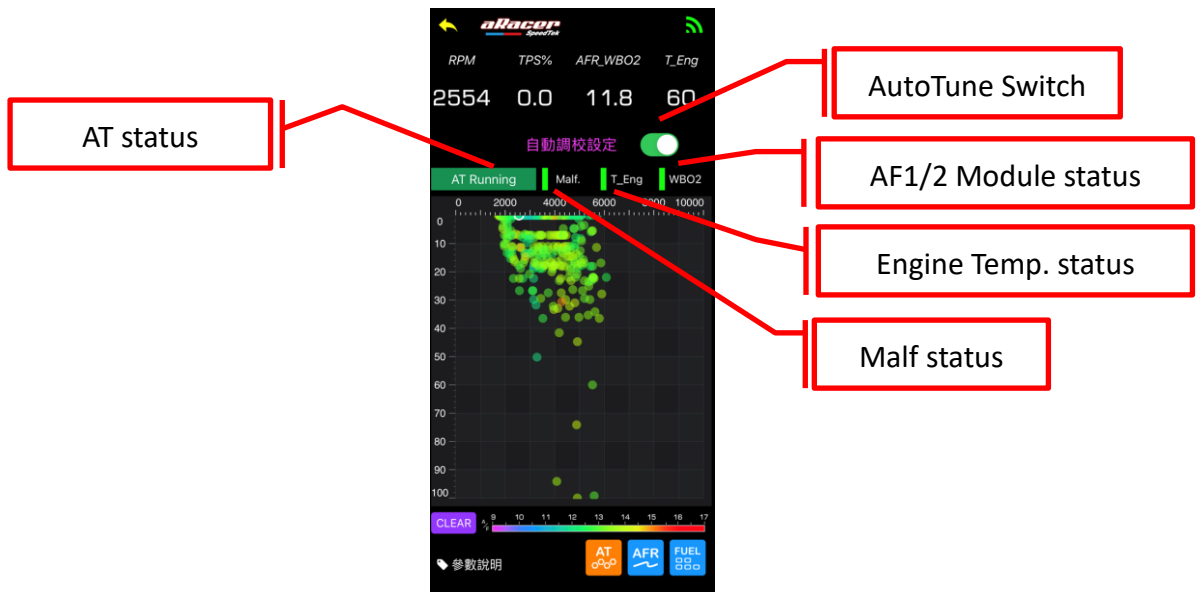 aRacer
SpeedTek
RPM TPS% AFR_WBO2 T_Eng
2554 0.0 11.8 60
自動調校設定
AT Running Malf. T_Eng WBO2
0 2000 4000 6000 8000 10000
0
10
20
30
40
50
60
70
80
90
100
CLEAR A/F 9 10 11 12 13 14 15 16 17
參數說明
AT
AFR
FUEL
AT status
AutoTune Switch
AF1/2 Module status
Engine Temp. status
Malf status